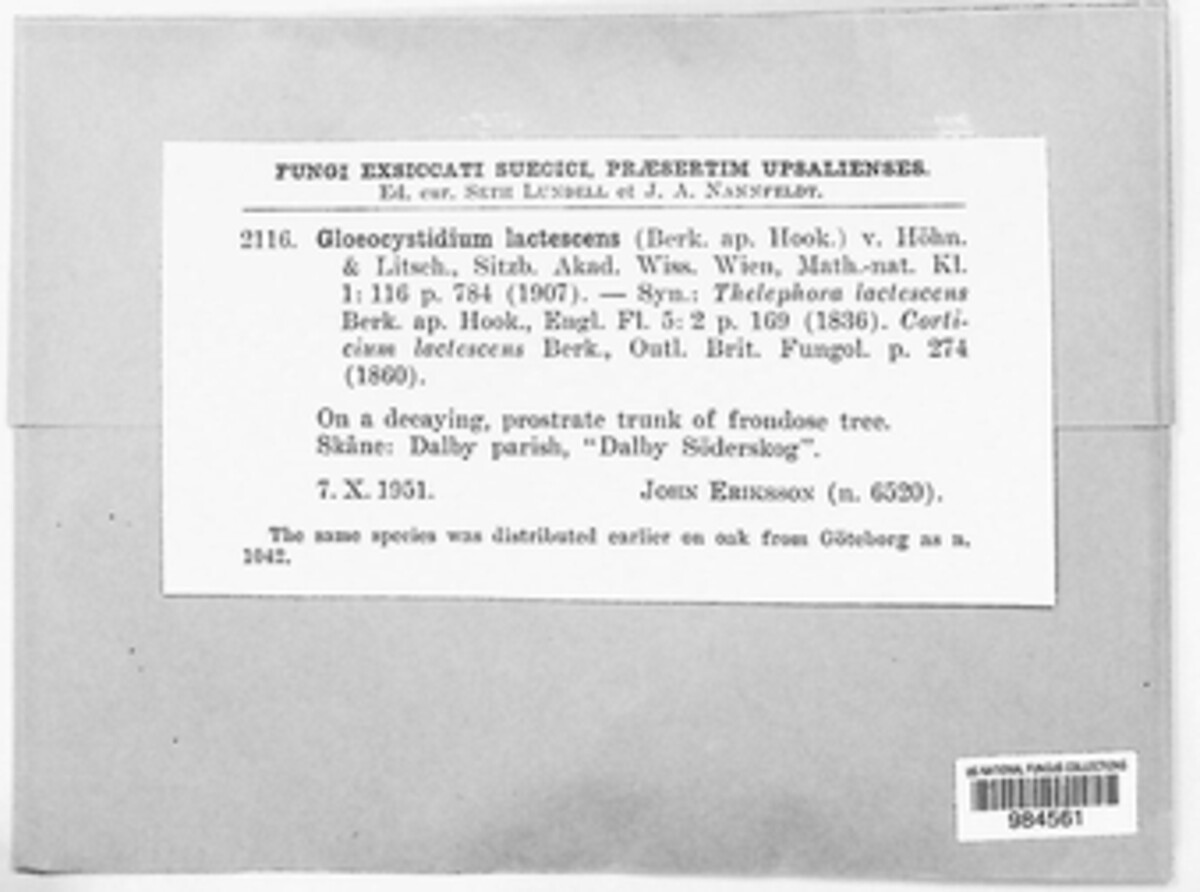 FUNGI EXSICCATI SUECICI, PRÆSERTIM UPSALIENSES.
Ed. cur. SETH LUNDELL et J. A. NANNFELDT.
2116. Gloeocystidium lactescens (Berk. ap. Hook.) v. Höhn.
& Litsch., Sitzb. Akad. Wiss. Wien, Math.-nat. Kl.
1: 116 p. 784 (1907). — Syn.: Thelephora lactescens
Berk. ap. Hook., Engl. Fl. 5: 2 p. 169 (1836). Corti-
cium lactescens Berk., Outl. Brit. Fungol. p. 274
(1860).
On a decaying, prostrate trunk of frondose tree.
Skåne: Dalby parish, "Dalby Söderskog".
7. X. 1951. JOHN ERIKSSON (n. 6520).
The same species was distributed earlier on oak from Göteborg as n.
1042.
US NATIONAL FUNGUS COLLECTIONS
984561